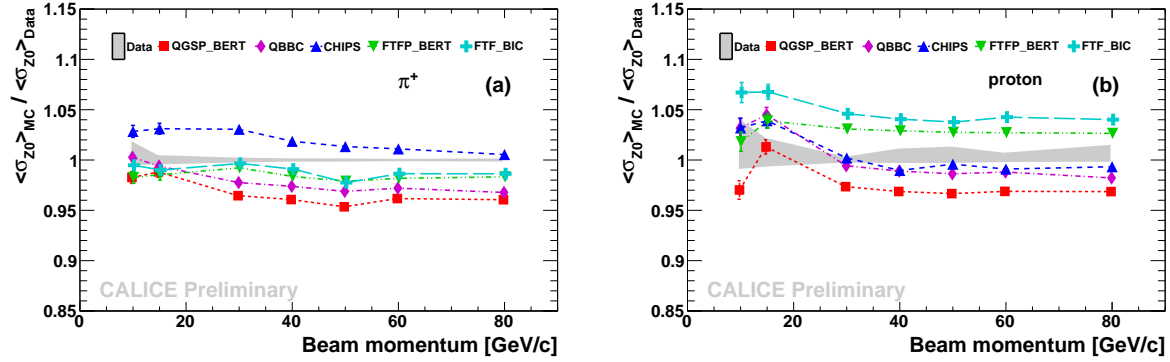 <σZ0>MC / <σZ0>Data
1.15
1.1
1.05
1
0.95
0.9
0.85
Data QGSP_BERT QBBC CHIPS FTFP_BERT FTF_BIC
π+ (a)
CALICE Preliminary
0 20 40 60 80 100
Beam momentum [GeV/c]
<σZ0>MC / <σZ0>Data
1.15
1.1
1.05
1
0.95
0.9
0.85
Data QGSP_BERT QBBC CHIPS FTFP_BERT FTF_BIC
proton (b)
CALICE Preliminary
0 20 40 60 80 100
Beam momentum [GeV/c]